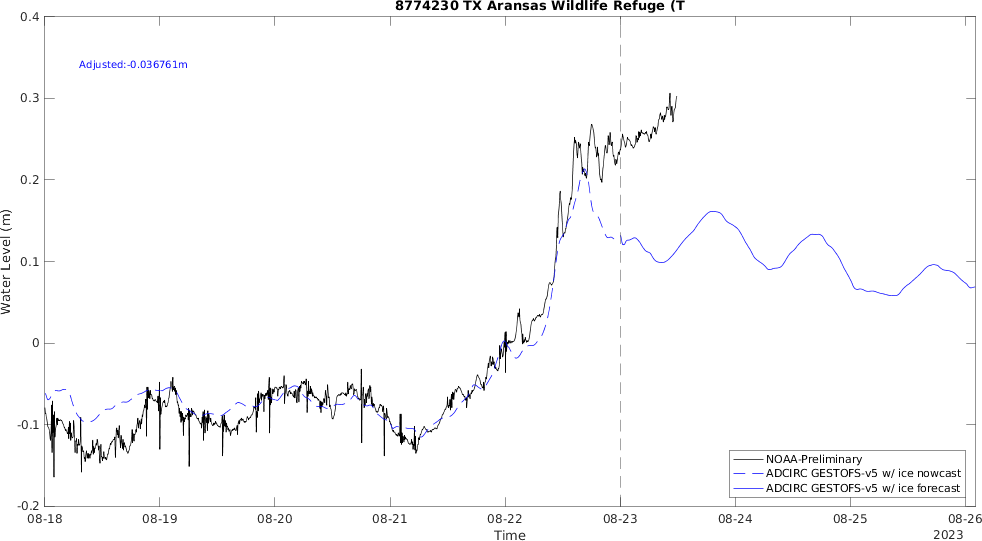 8774230 TX Aransas Wildlife Refuge (T
0.4
Adjusted:-0.036761m
0.3
0.2
0.1
0
-0.1
-0.2
Water Level (m)
NOAA-Preliminary
ADCIRC GESTOFS-v5 w/ ice nowcast
ADCIRC GESTOFS-v5 w/ ice forecast
08-18 08-19 08-20 08-21 08-22 08-23 08-24 08-25 08-26
Time
2023